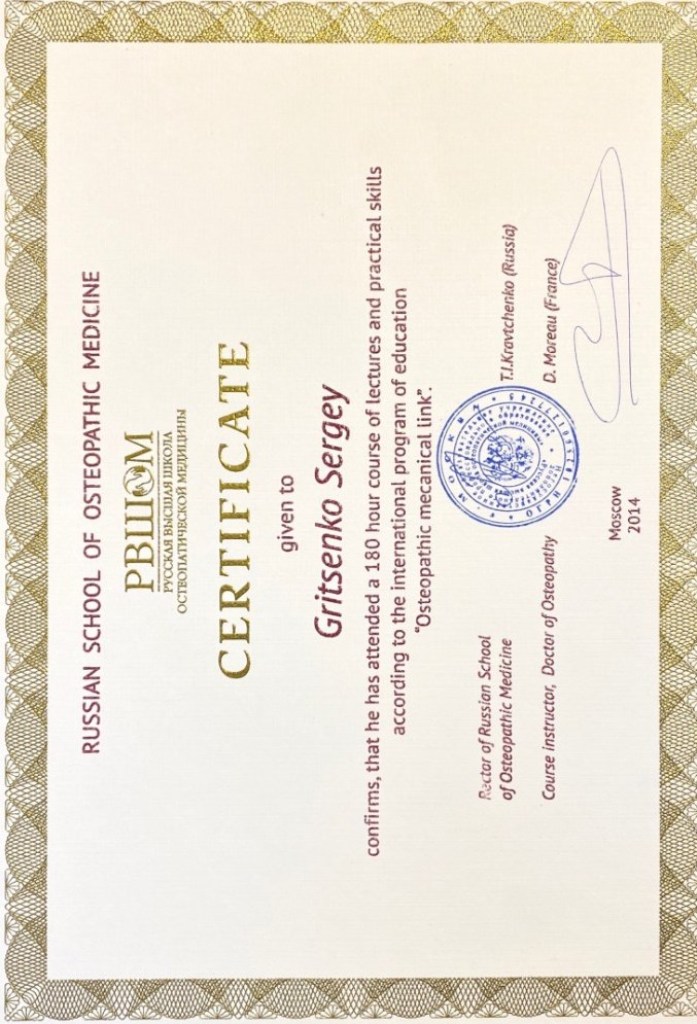 RUSSIAN SCHOOL OF OSTEOPATHIC MEDICINE
РВШОМ
РУССКАЯ ВЫСШАЯ ШКОЛА
ОСТЕОПАТИЧЕСКОЙ МЕДИЦИНЫ
CERTIFICATE
given to
Gritsenko Sergey
confirms, that he has attended a 180 hour course of lectures and practical skills
according to the international program of education
“Osteopathic mecanical link”.
Rector of Russian School
of Osteopathic Medicine
T.I.Kravtchenko (Russia)
Course instructor, Doctor of Osteopathy
D. Moreau (France)
МОСКВА
ОГРН
Moscow
2014